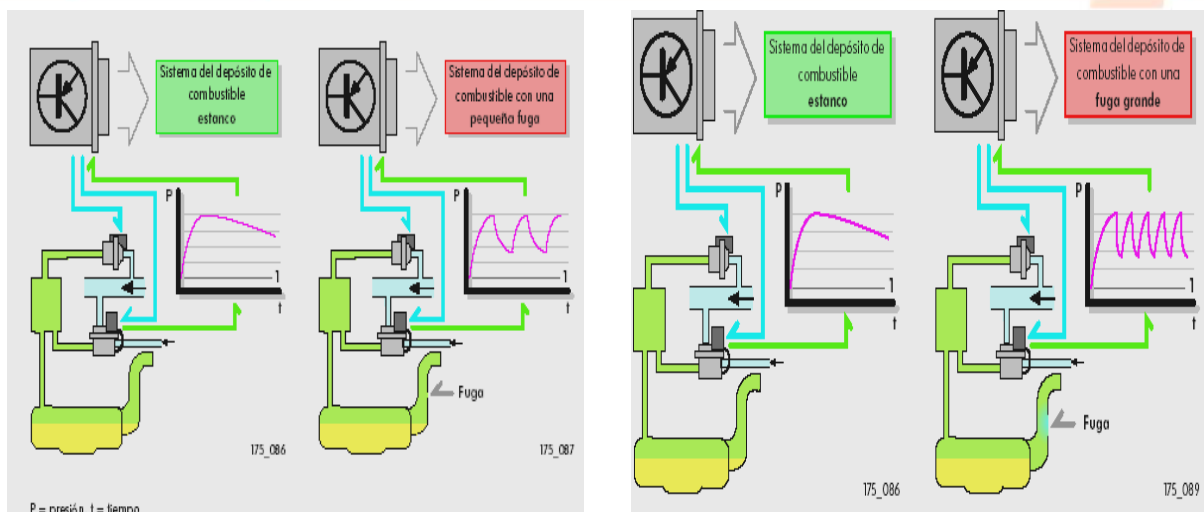 Sistema del depósito de
combustible
estanco
P
1
t
175_086
Sistema del depósito de
combustible con una
pequeña fuga
P
1
t
Fuga
175_087
P = presión, t = tiempo
Sistema del depósito de
combustible
estanco
P
1
t
175_086
Sistema del depósito de
combustible con una
fuga grande
P
1
t
Fuga
175_089